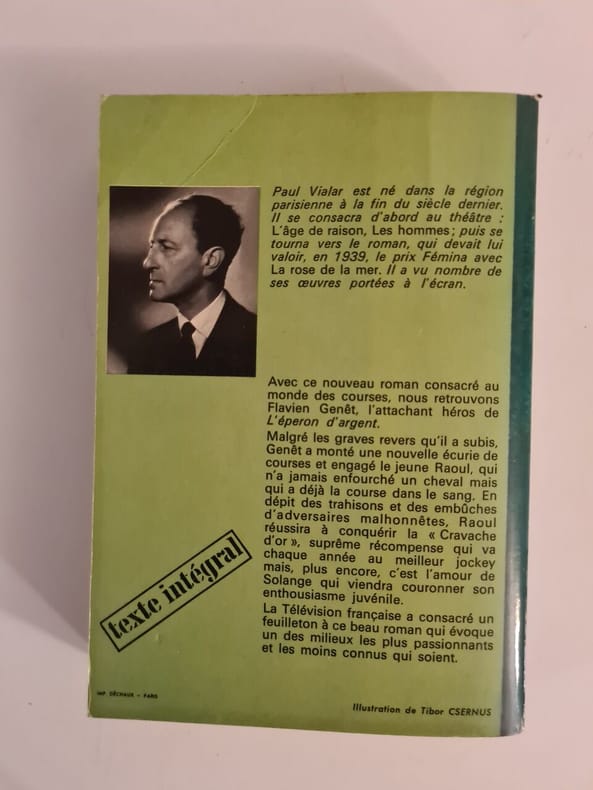 Paul Vialar est né dans la région
parisienne à la fin du siècle dernier.
Il se consacra d'abord au théâtre :
L'âge de raison, Les hommes; puis se
tourna vers le roman, qui devait lui
valoir, en 1939, le prix Fémina avec
La rose de la mer. Il a vu nombre de
ses œuvres portées à l'écran.
Avec ce nouveau roman consacré au
monde des courses, nous retrouvons
Flavien Genêt, l'attachant héros de
L'éperon d'argent.
Malgré les graves revers qu'il a subis,
Genêt a monté une nouvelle écurie de
courses et engagé le jeune Raoul, qui
n'a jamais enfourché un cheval mais
qui a déjà la course dans le sang. En
dépit des trahisons et des embûches
d'adversaires malhonnêtes, Raoul
réussira à conquérir la « Cravache
d'or », suprême récompense qui va
chaque année au meilleur jockey
mais, plus encore, c'est l'amour de
Solange qui viendra couronner son
enthousiasme juvénile.
La Télévision française a consacré un
feuilleton à ce beau roman qui évoque
un des milieux les plus passionnants
et les moins connus qui soient.
texte intégral
IMP. DÉCHAUX - PARIS
Illustration de Tibor CSERNUS